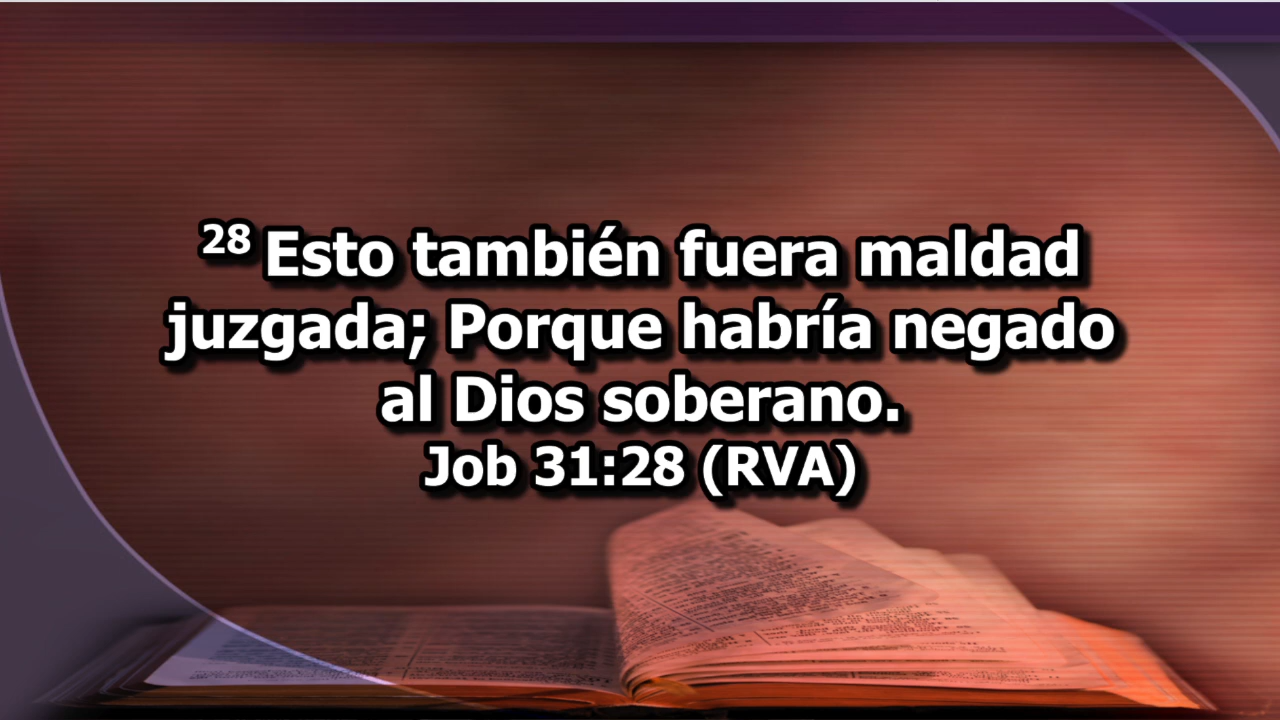 28 Esto también fuera maldad
juzgada; Porque habría negado
al Dios soberano.
Job 31:28 (RVA)